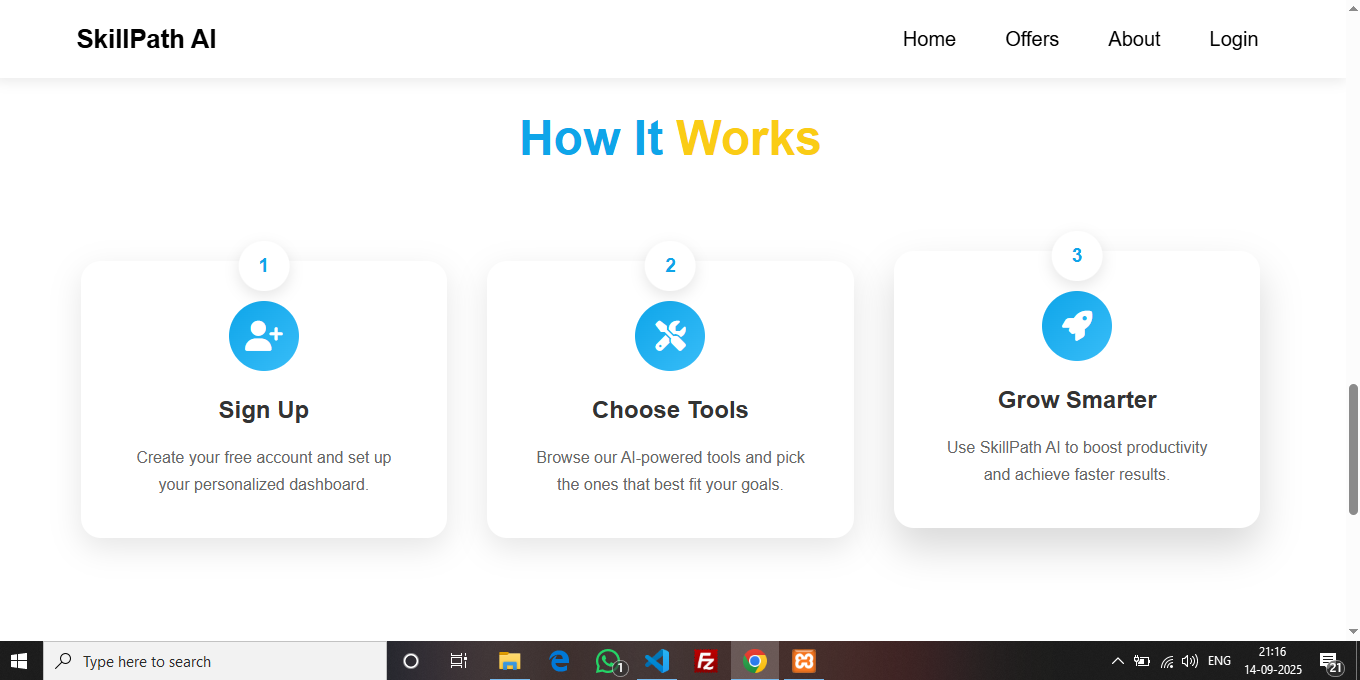 SkillPath AI
Home Offers About Login
How It Works
1
Sign Up
Create your free account and set up
your personalized dashboard.
2
Choose Tools
Browse our AI-powered tools and pick
the ones that best fit your goals.
3
Grow Smarter
Use SkillPath AI to boost productivity
and achieve faster results.
Type here to search
1
Fz
ENG
21:16
14-09-2025
21